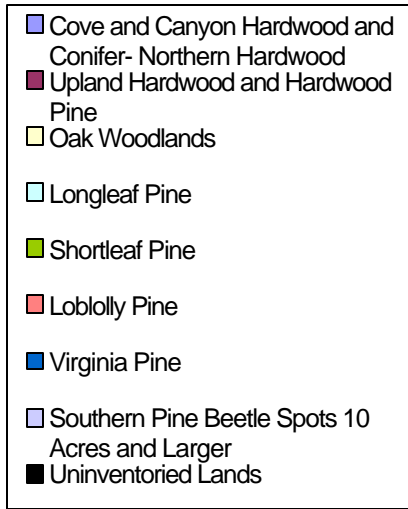 Cove and Canyon Hardwood and
Conifer- Northern Hardwood
Upland Hardwood and Hardwood
Pine
Oak Woodlands
Longleaf Pine
Shortleaf Pine
Loblolly Pine
Virginia Pine
Southern Pine Beetle Spots 10
Acres and Larger
Uninventoried Lands